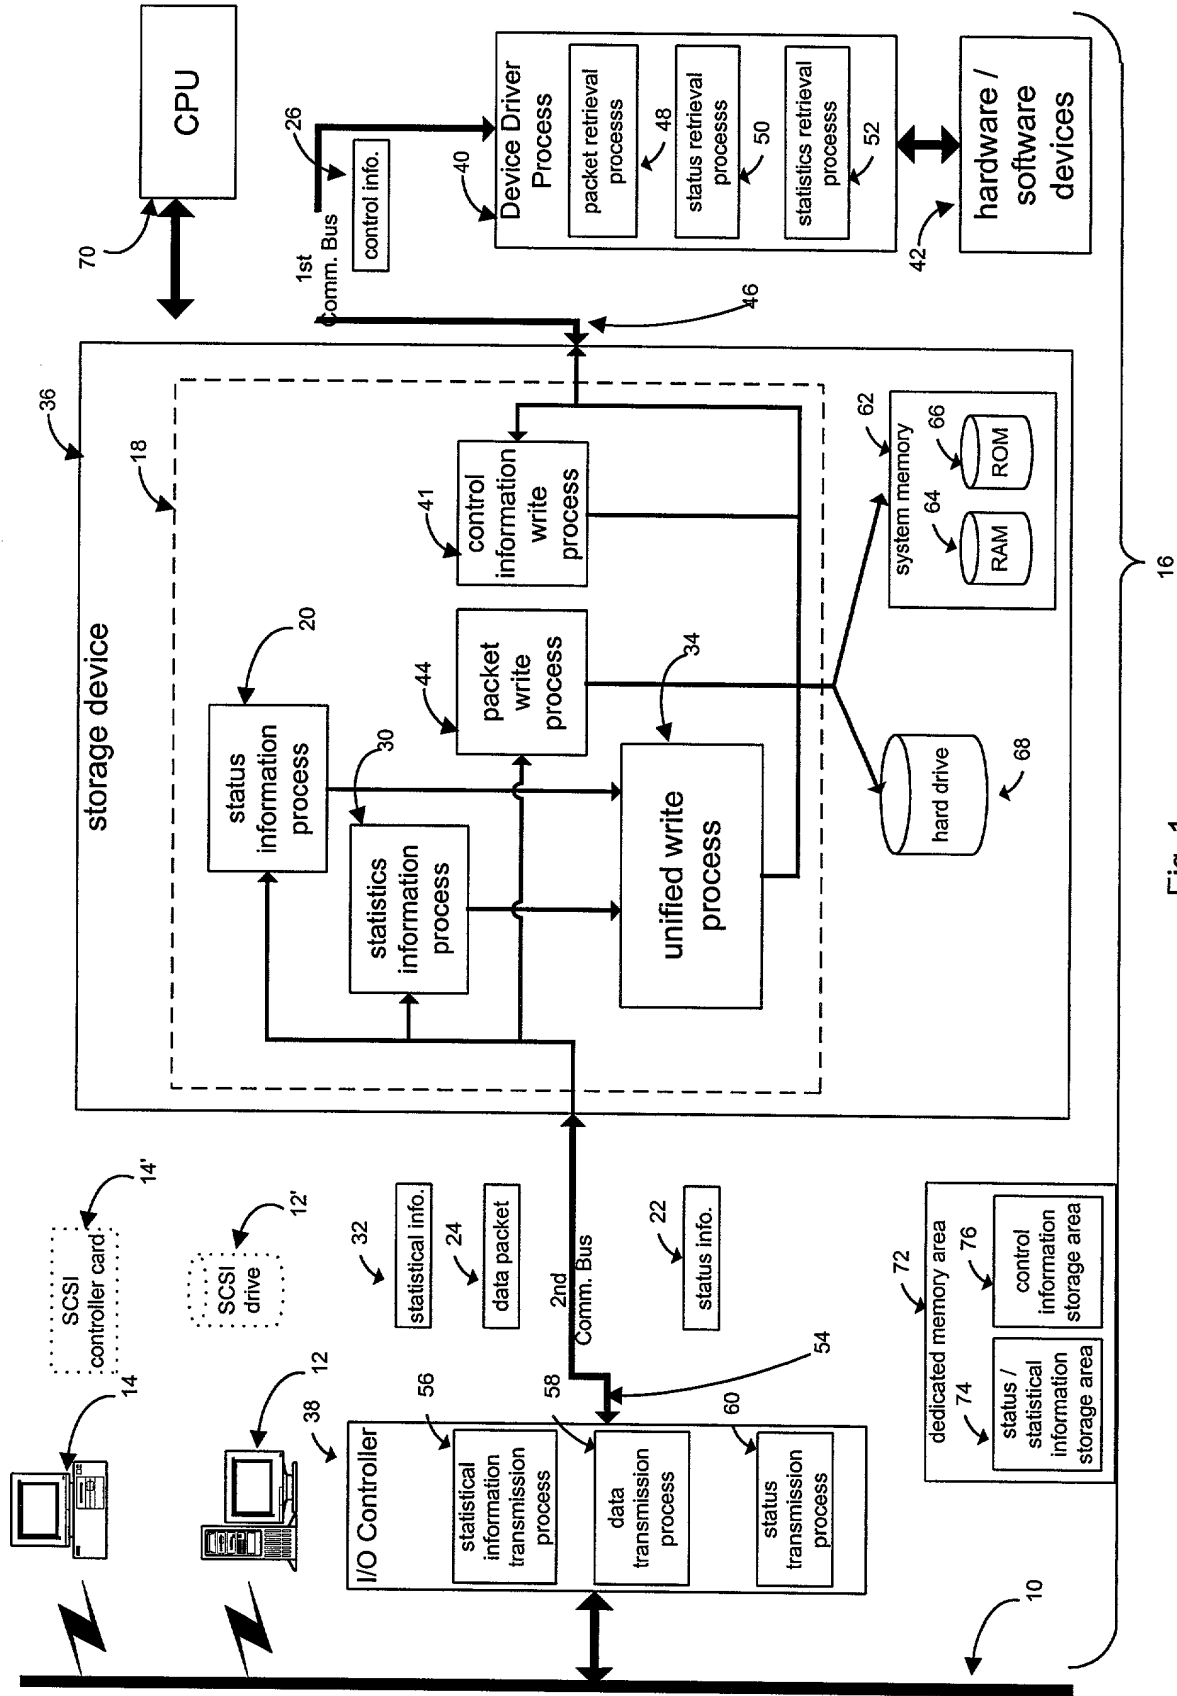 14
SCSI
controller card
14'
12
SCSI
drive
12'
38
I/O Controller
56
statistical
information
transmission
process
58
data
transmission
process
60
status
transmission
process
10
32
statistical info.
24
data packet
2nd
Comm. Bus
22
status info.
54
72
dedicated memory area
74
status /
statistical
information
storage area
76
control
information
storage area
36
storage device
18
20
status
information
process
30
statistics
information
process
44
packet
write
process
41
control
information
write
process
34
unified write
process
68
hard drive
62
system memory
64
RAM
66
ROM
70
CPU
26
1st
Comm. Bus
control info.
46
40
Device Driver
Process
packet retrieval
processs
48
status retrieval
processs
50
statistics retrieval
processs
52
42
hardware /
software
devices
16